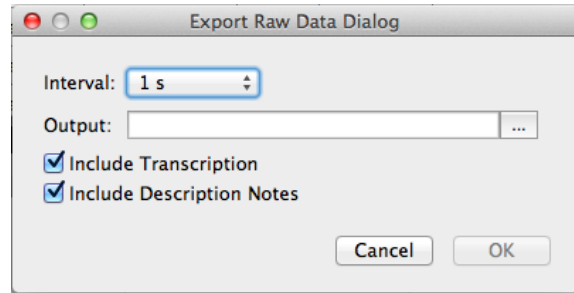 Export Raw Data Dialog
Interval: 1 s
Output: ...
Include Transcription
Include Description Notes
Cancel OK